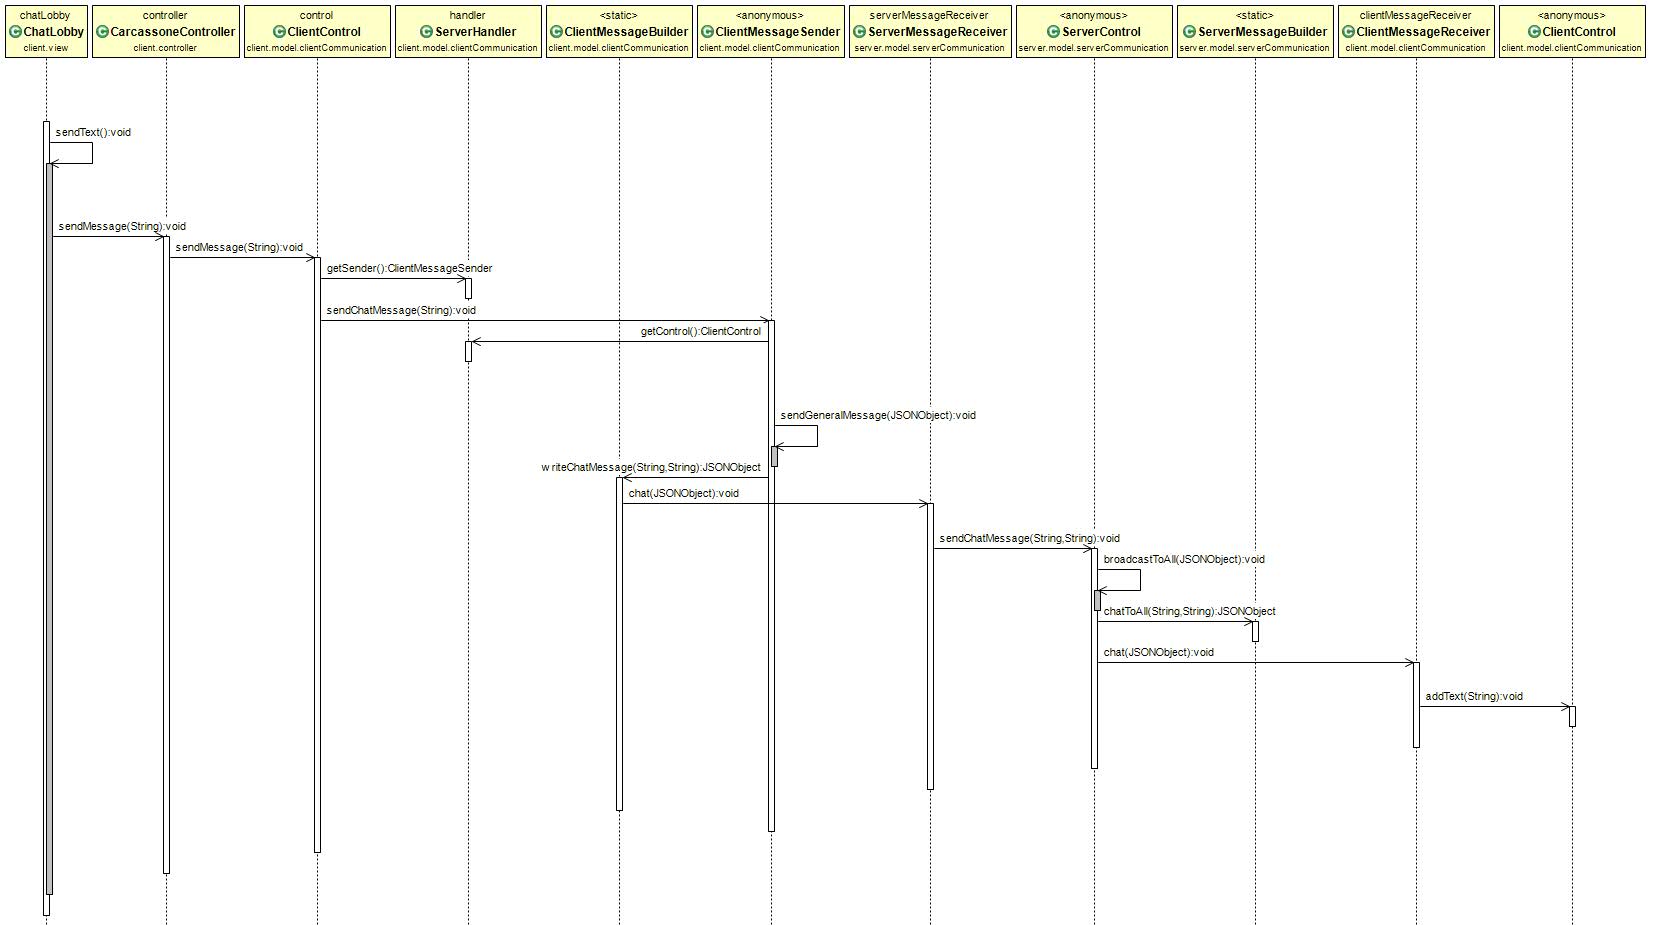 chatLobby
ChatLobby
client.view
controller
CarcassoneController
client.controller
control
ClientControl
client.model.clientCommunication
handler
ServerHandler
client.model.clientCommunication
<static>
ClientMessageBuilder
client.model.clientCommunication
<anonymous>
ClientMessageSender
client.model.clientCommunication
serverMessageReceiver
ServerMessageReceiver
server.model.serverCommunication
<anonymous>
ServerControl
server.model.serverCommunication
<static>
ServerMessageBuilder
server.model.serverCommunication
clientMessageReceiver
ClientMessageReceiver
client.model.clientCommunication
<anonymous>
ClientControl
client.model.clientCommunication
sendText():void
sendMessage(String):void
sendMessage(String):void
getSender():ClientMessageSender
sendChatMessage(String):void
getControl():ClientControl
sendGeneralMessage(JSONObject):void
writeChatMessage(String,String):JSONObject
chat(JSONObject):void
sendChatMessage(String,String):void
broadcastToAll(JSONObject):void
chatToAll(String,String):JSONObject
chat(JSONObject):void
addText(String):void